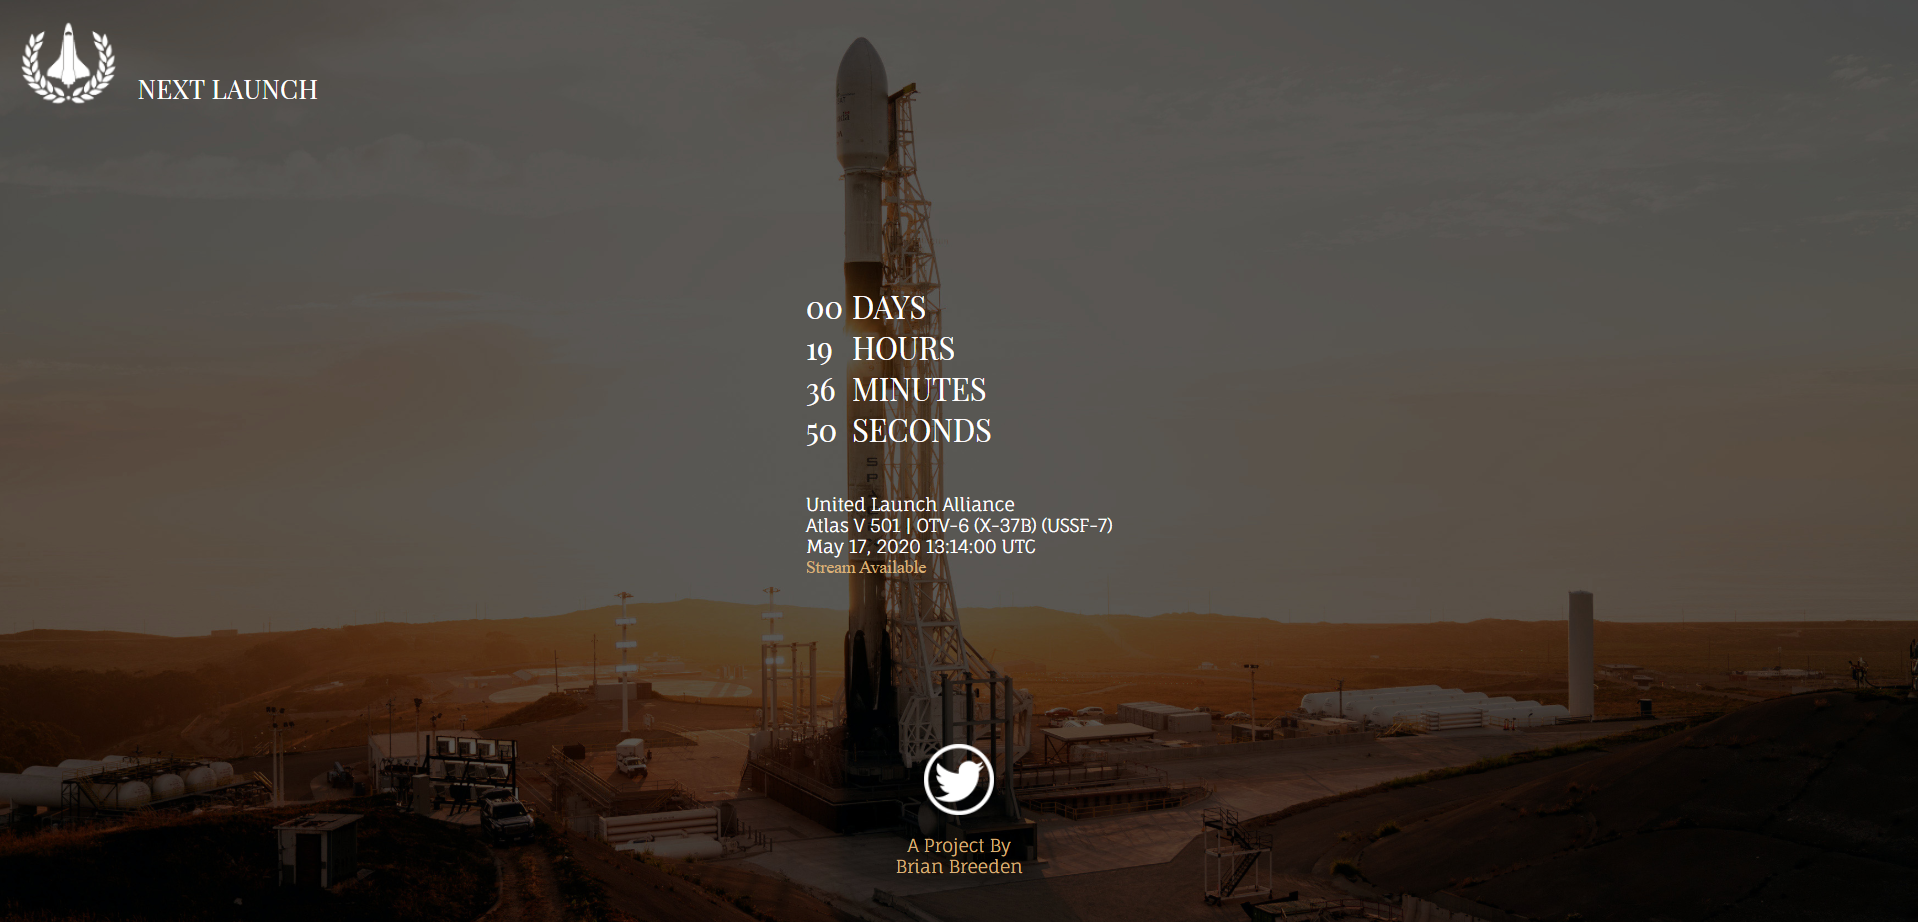 NEXT LAUNCH
00 DAYS
19 HOURS
36 MINUTES
50 SECONDS
United Launch Alliance
Atlas V 501 | OTV-6 (X-37B) (USSF-7)
May 17, 2020 13:14:00 UTC
Stream Available
A Project By
Brian Breeden